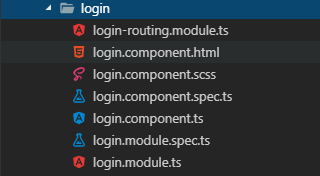 login
login-routing.module.ts
login.component.html
login.component.scss
login.component.spec.ts
login.component.ts
login.module.spec.ts
login.module.ts